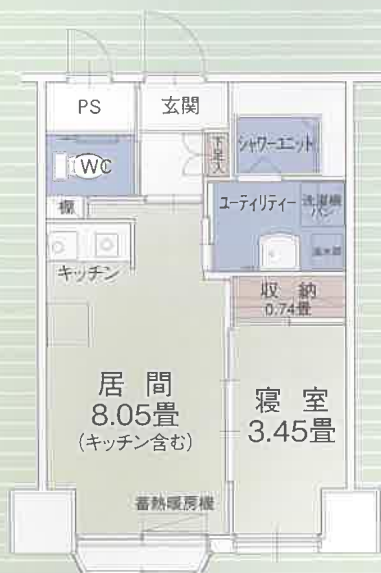 PS
玄関
WC
下足入
シャワーユニット
棚
ユーティリティー
洗濯機
パン
温水器
キッチン
収納
0.74畳
居間
8.05畳
(キッチン含む)
寝室
3.45畳
蓄熱暖房機